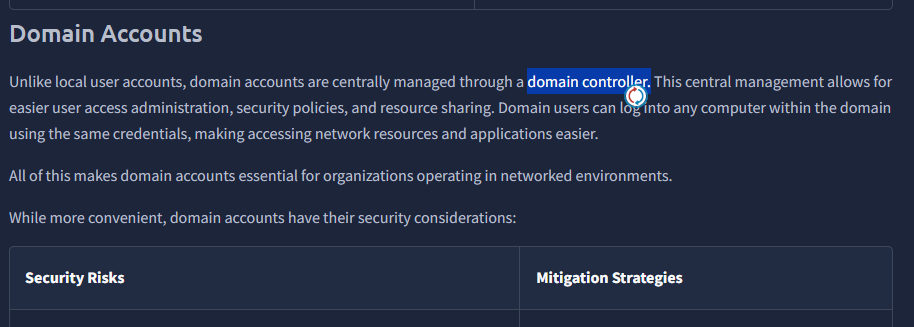 Domain Accounts
Unlike local user accounts, domain accounts are centrally managed through a domain controller. This central management allows for
easier user access administration, security policies, and resource sharing. Domain users can log into any computer within the domain
using the same credentials, making accessing network resources and applications easier.
All of this makes domain accounts essential for organizations operating in networked environments.
While more convenient, domain accounts have their security considerations:
Security Risks
Mitigation Strategies